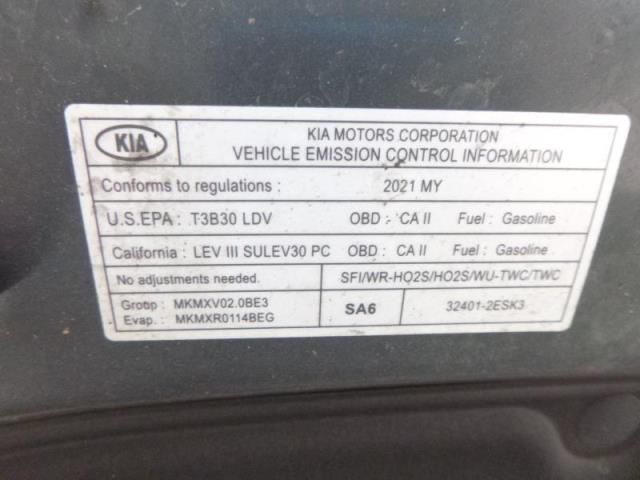 KIA
KIA MOTORS CORPORATION
VEHICLE EMISSION CONTROL INFORMATION
Conforms to regulations : 2021 MY
U.S.EPA : T3B30 LDV OBD : CA II Fuel : Gasoline
California : LEV III SULEV30 PC OBD : CA II Fuel : Gasoline
No adjustments needed. SFI/WR-HO2S/HO2S/WU-TWC/TWC
Group : MKMXV02.0BE3
Evap. : MKMXR0114BEG
SA6
32401-2ESK3